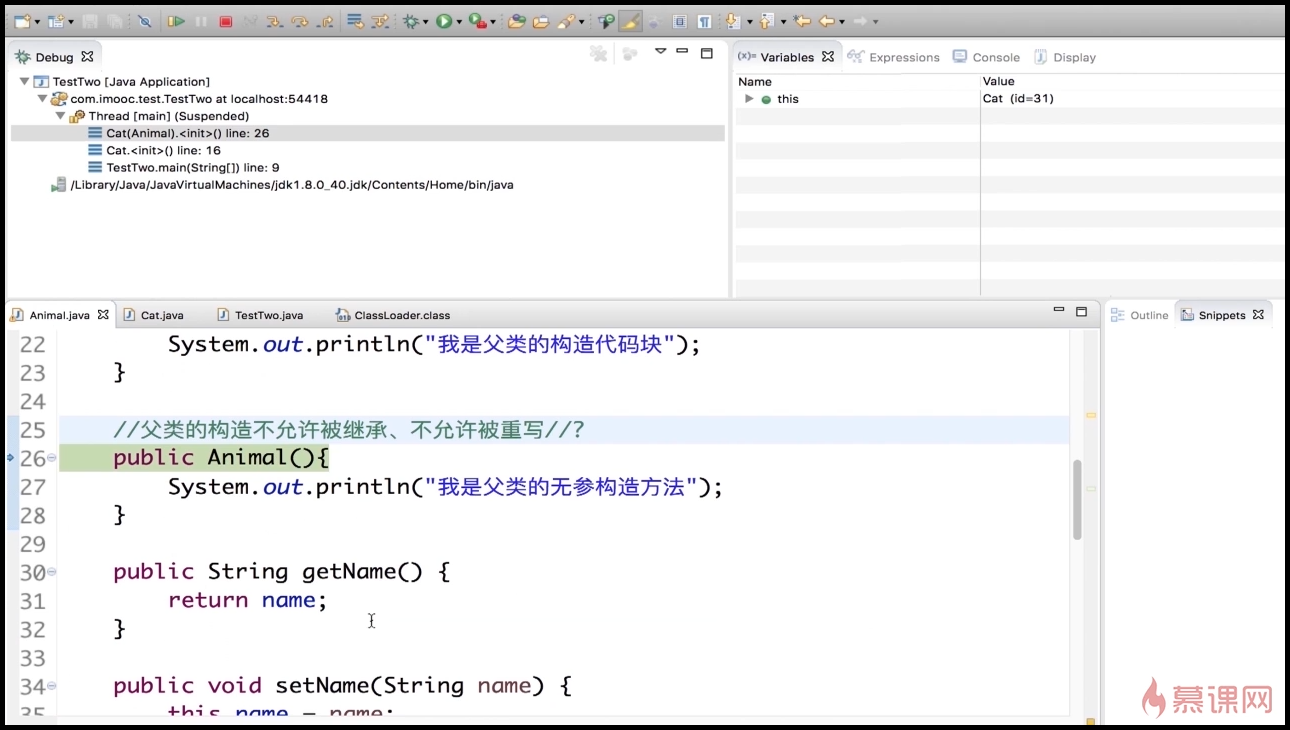 Debug
TestTwo [Java Application]
com.imooc.test.TestTwo at localhost:54418
Thread [main] (Suspended)
Cat(Animal).<init>() line: 26
Cat.<init>() line: 16
TestTwo.main(String[]) line: 9
/Library/Java/JavaVirtualMachines/jdk1.8.0_40.jdk/Contents/Home/bin/java
(x)= Variables Expressions Console Display
Name Value
this Cat (id=31)
Animal.java Cat.java TestTwo.java ClassLoader.class
Outline Snippets
22 System.out.println("我是父类的构造代码块");
23 }
24
25 //父类的构造不允许被继承、不允许被重写//?
26 public Animal(){
27 System.out.println("我是父类的无参构造方法");
28 }
29
30 public String getName() {
31 return name;
32 }
33
34 public void setName(String name) {
35 this.name = name;
慕课网